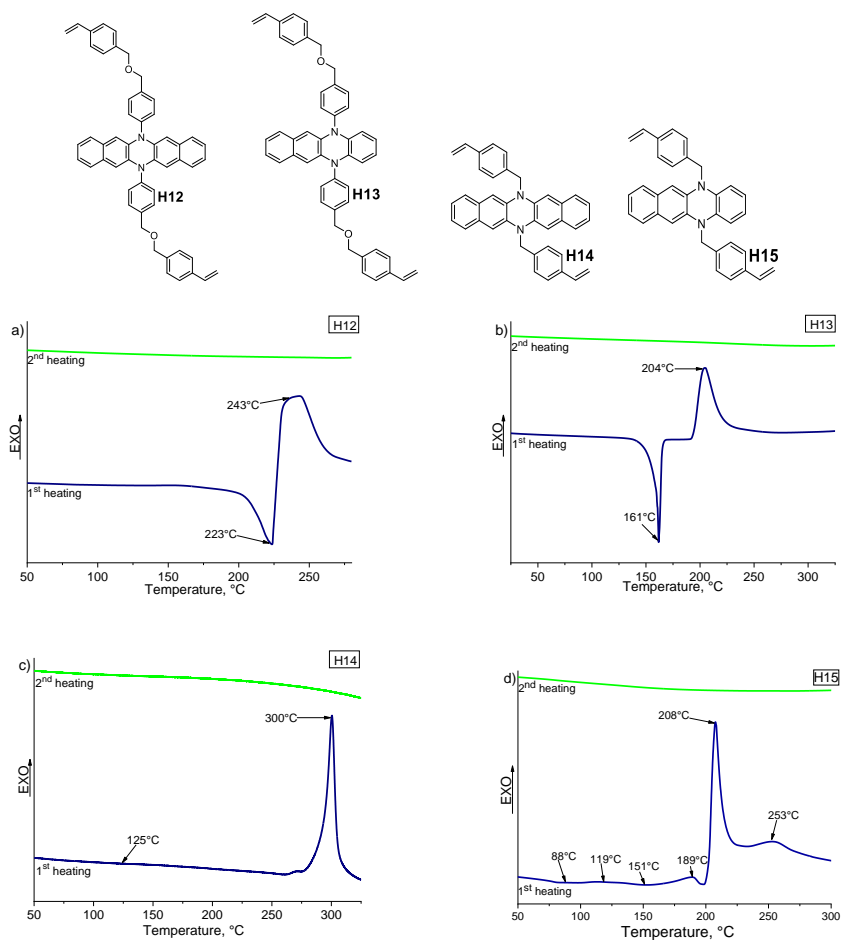 O
N
N
H12
O
O
N
N
H13
O
N
N
H14
N
N
H15
a)
H12
2nd heating
243°C
EXO
1st heating
223°C
50 100 150 200 250
Temperature, °C
b)
H13
2nd heating
204°C
EXO
1st heating
161°C
50 100 150 200 250 300
Temperature, °C
c)
H14
2nd heating
300°C
EXO
125°C
1st heating
50 100 150 200 250 300
Temperature, °C
d)
H15
2nd heating
208°C
EXO
253°C
88°C 119°C 151°C 189°C
1st heating
50 100 150 200 250 300
Temperature, °C